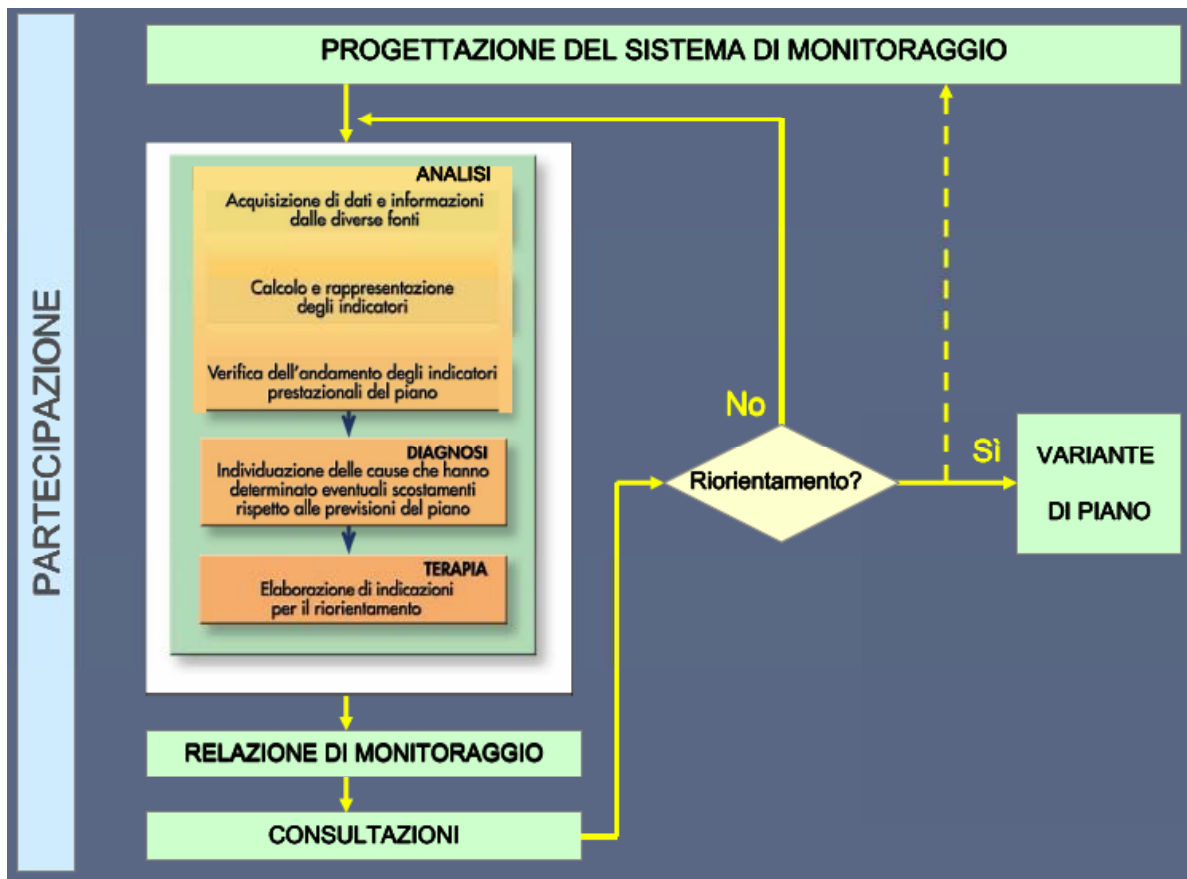 PARTECIPAZIONE
PROGETTAZIONE DEL SISTEMA DI MONITORAGGIO
ANALISI
Acquisizione di dati e informazioni
dalle diverse fonti
Calcolo e rappresentazione
degli indicatori
Verifica dell'andamento degli indicatori
prestazionali del piano
DIAGNOSI
Individuazione delle cause che hanno
determinato eventuali scostamenti
rispetto alle previsioni del piano
TERAPIA
Elaborazione di indicazioni
per il riorientamento
RELAZIONE DI MONITORAGGIO
CONSULTAZIONI
No
Riorientamento?
Sì
VARIANTE
DI PIANO